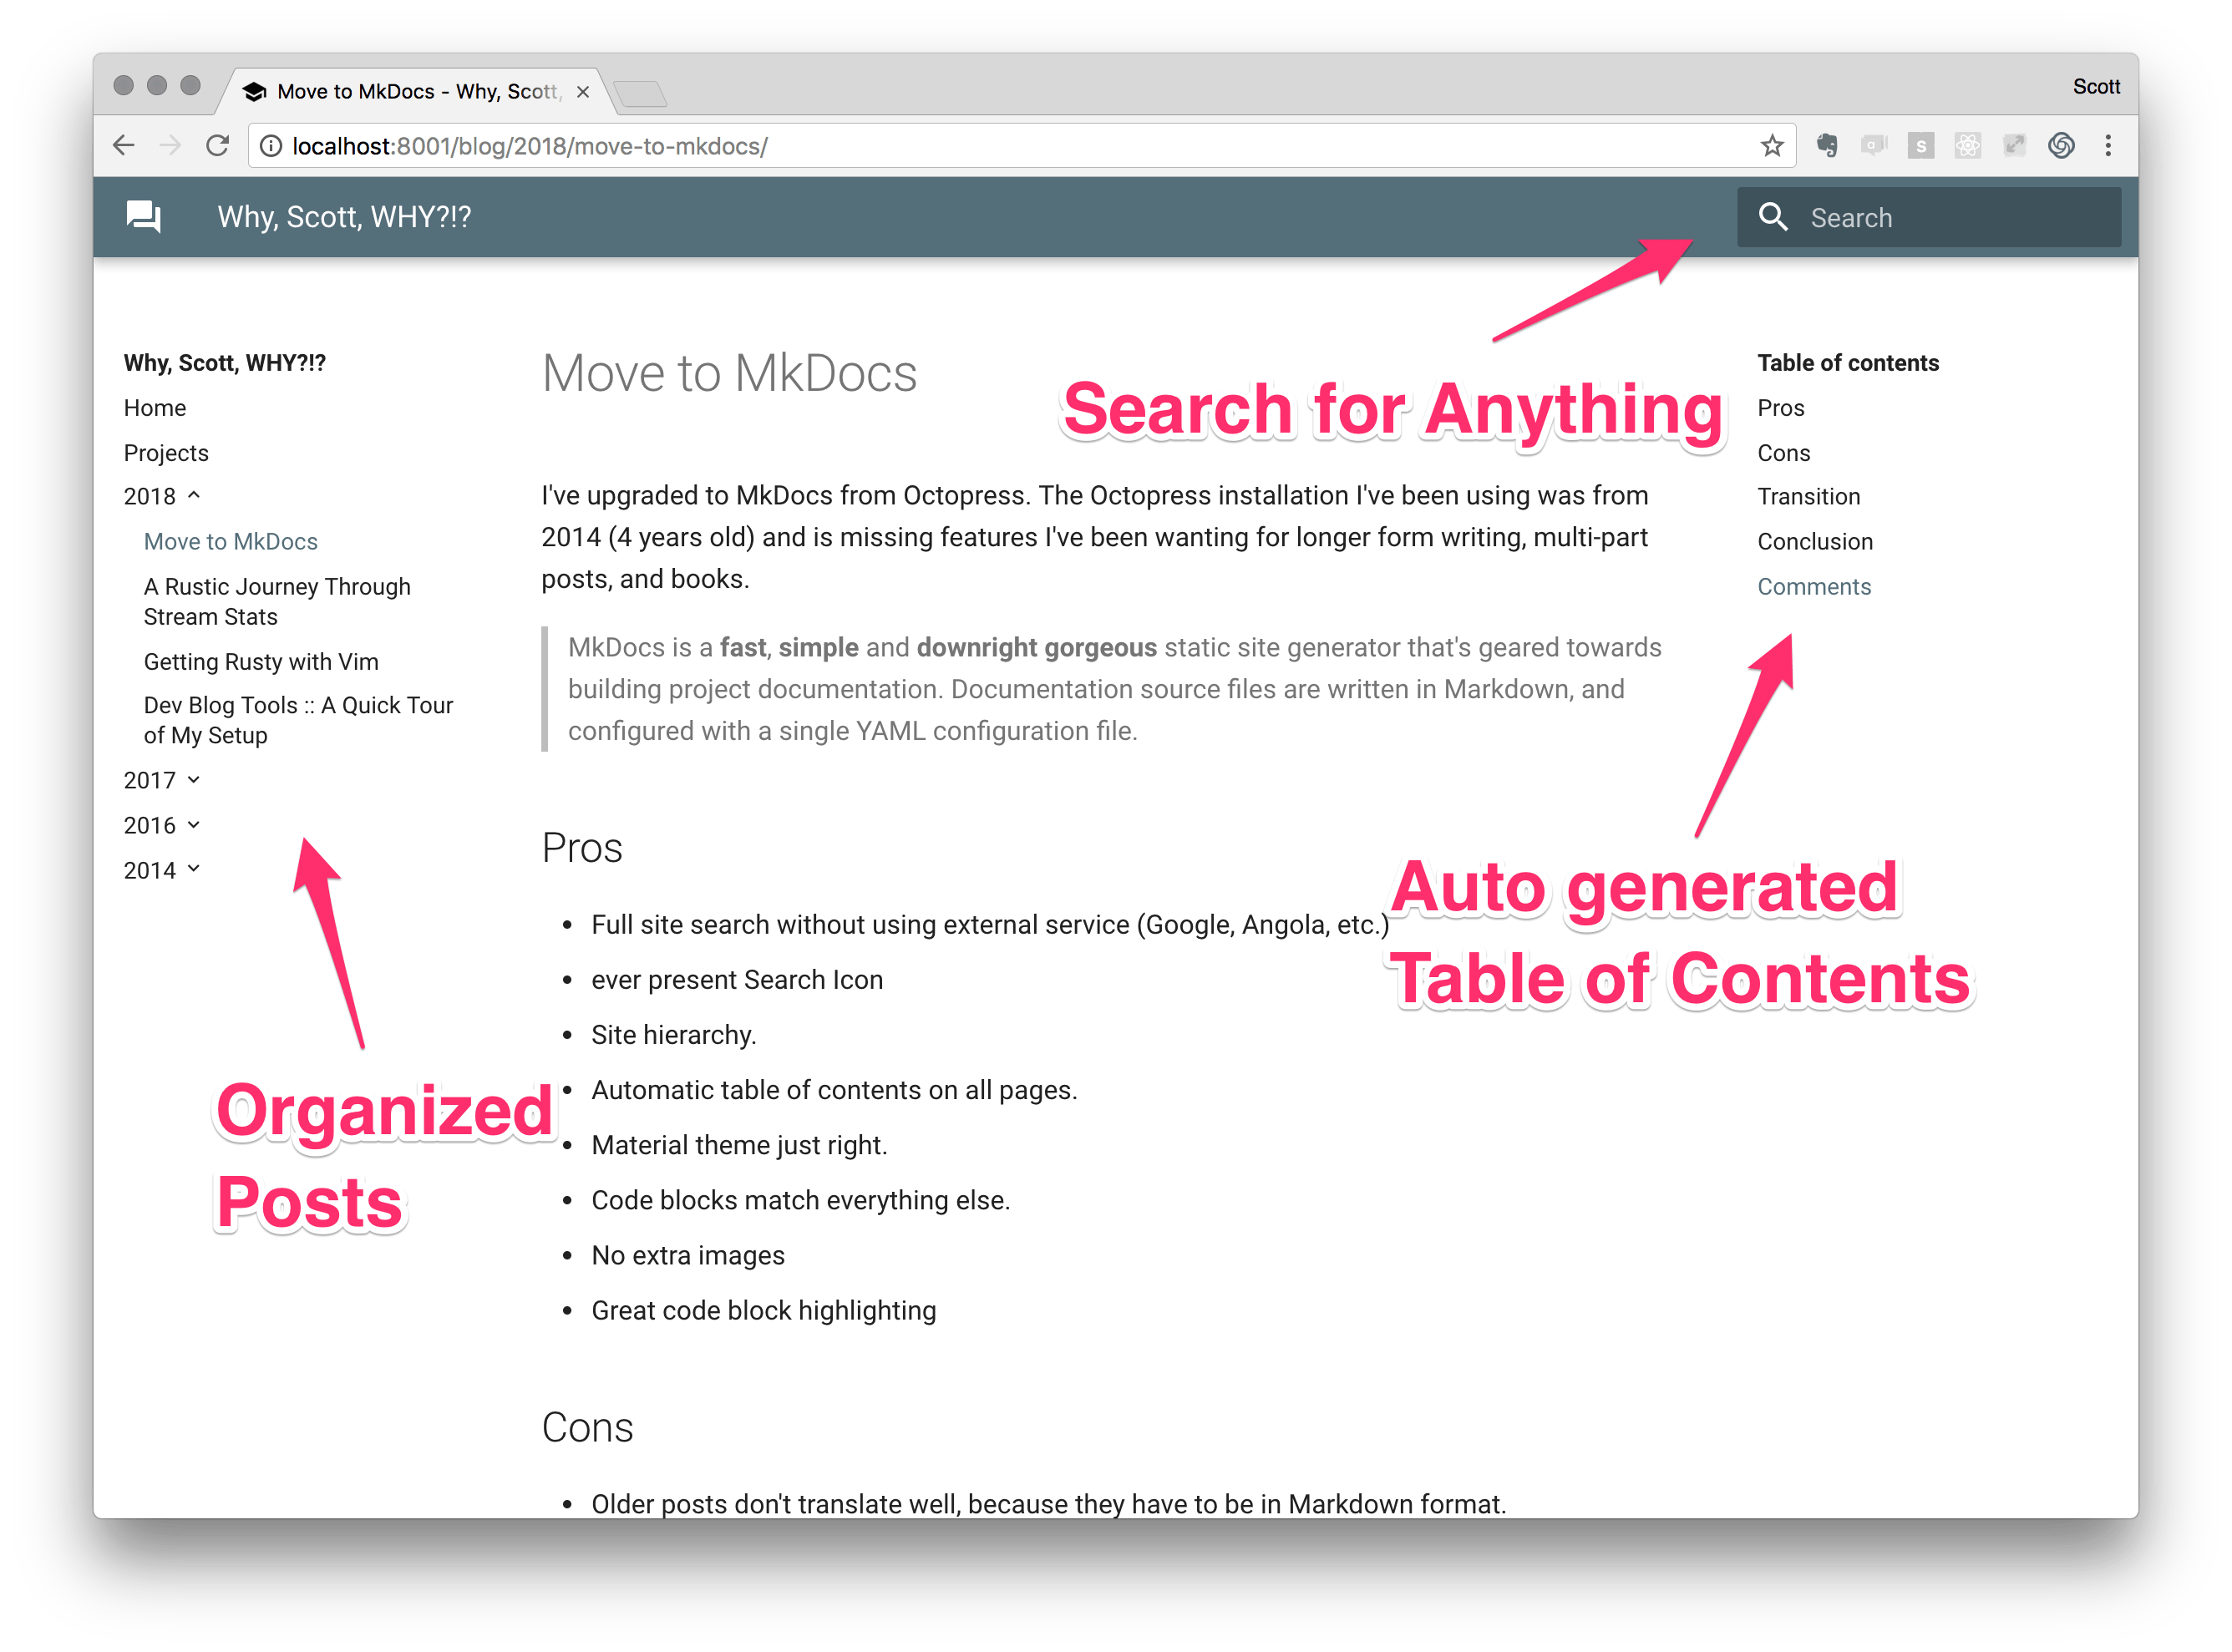 Move to MkDocs - Why, Scott,
Scott
localhost:8001/blog/2018/move-to-mkdocs/
a
s
Why, Scott, WHY?!?
Search
Why, Scott, WHY?!?
Home
Projects
2018
Move to MkDocs
A Rustic Journey Through
Stream Stats
Getting Rusty with Vim
Dev Blog Tools :: A Quick Tour
of My Setup
2017
2016
2014
Organized
Posts
Move to MkDocs
Search for Anything
I've upgraded to MkDocs from Octopress. The Octopress installation I've been using was from
2014 (4 years old) and is missing features I've been wanting for longer form writing, multi-part
posts, and books.
MkDocs is a fast, simple and downright gorgeous static site generator that's geared towards
building project documentation. Documentation source files are written in Markdown, and
configured with a single YAML configuration file.
Pros
• Full site search without using external service (Google, Angola, etc.)
• ever present Search Icon
• Site hierarchy.
• Automatic table of contents on all pages.
• Material theme just right.
• Code blocks match everything else.
• No extra images
• Great code block highlighting
Cons
• Older posts don't translate well, because they have to be in Markdown format.
Table of contents
Pros
Cons
Transition
Conclusion
Comments
Auto generated
Table of Contents